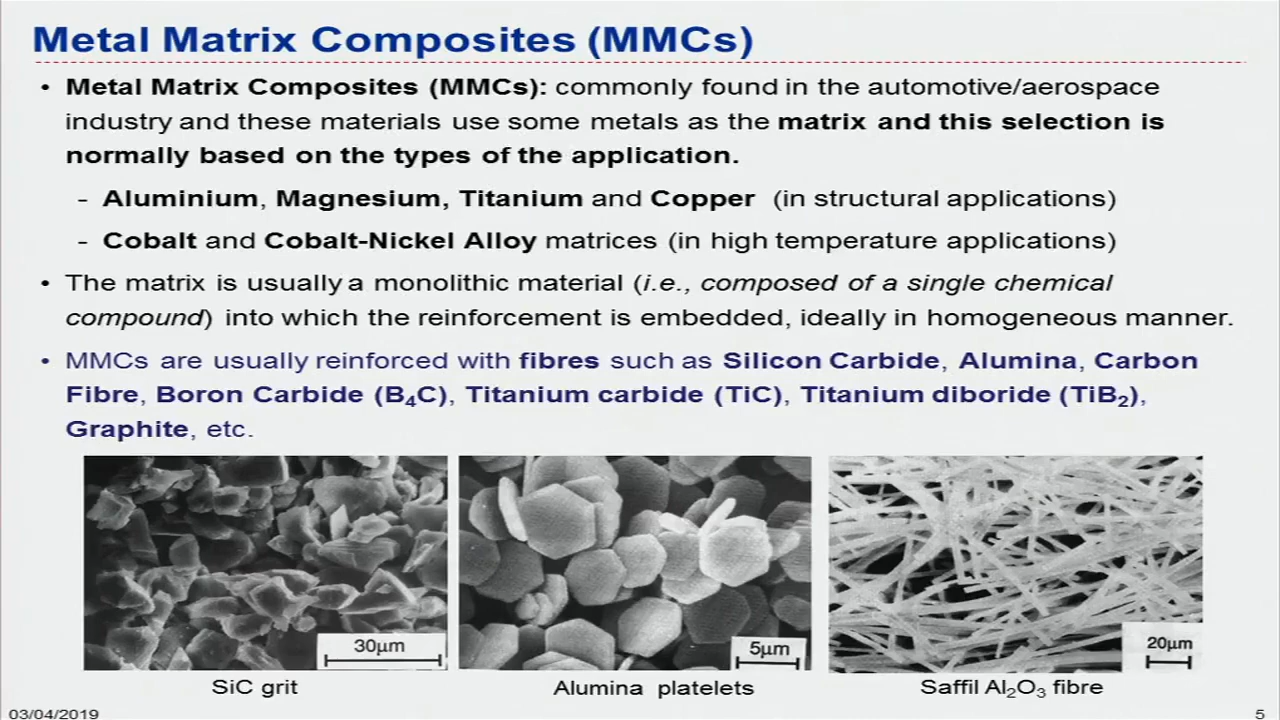 Metal Matrix Composites (MMCs)
• Metal Matrix Composites (MMCs): commonly found in the automotive/aerospace
industry and these materials use some metals as the matrix and this selection is
normally based on the types of the application.
- Aluminium, Magnesium, Titanium and Copper (in structural applications)
- Cobalt and Cobalt-Nickel Alloy matrices (in high temperature applications)
• The matrix is usually a monolithic material (i.e., composed of a single chemical
compound) into which the reinforcement is embedded, ideally in homogeneous manner.
• MMCs are usually reinforced with fibres such as Silicon Carbide, Alumina, Carbon
Fibre, Boron Carbide (B₄C), Titanium carbide (TiC), Titanium diboride (TiB₂),
Graphite, etc.
30μm
5μm
20μm
SiC grit
Alumina platelets
Saffil Al₂O₃ fibre
03/04/2019
5